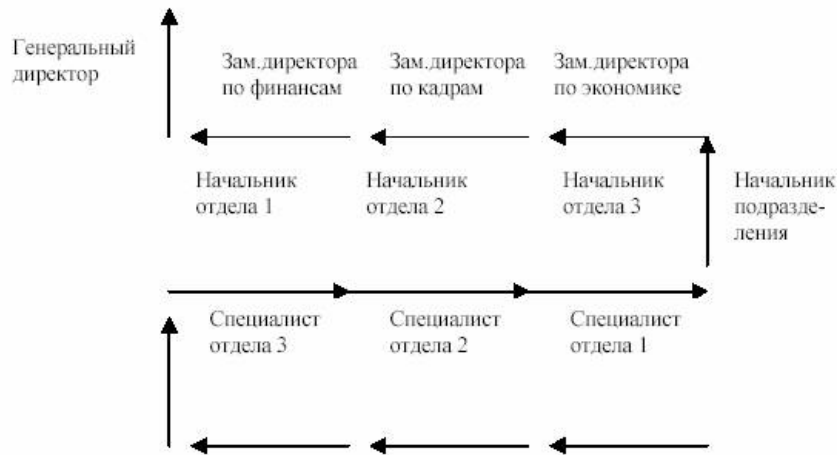 Генеральный
директор
Зам.директора
по финансам
Зам.директора
по кадрам
Зам.директора
по экономике
Начальник
отдела 1
Начальник
отдела 2
Начальник
отдела 3
Начальник
подразде-
ления
Специалист
отдела 3
Специалист
отдела 2
Специалист
отдела 1